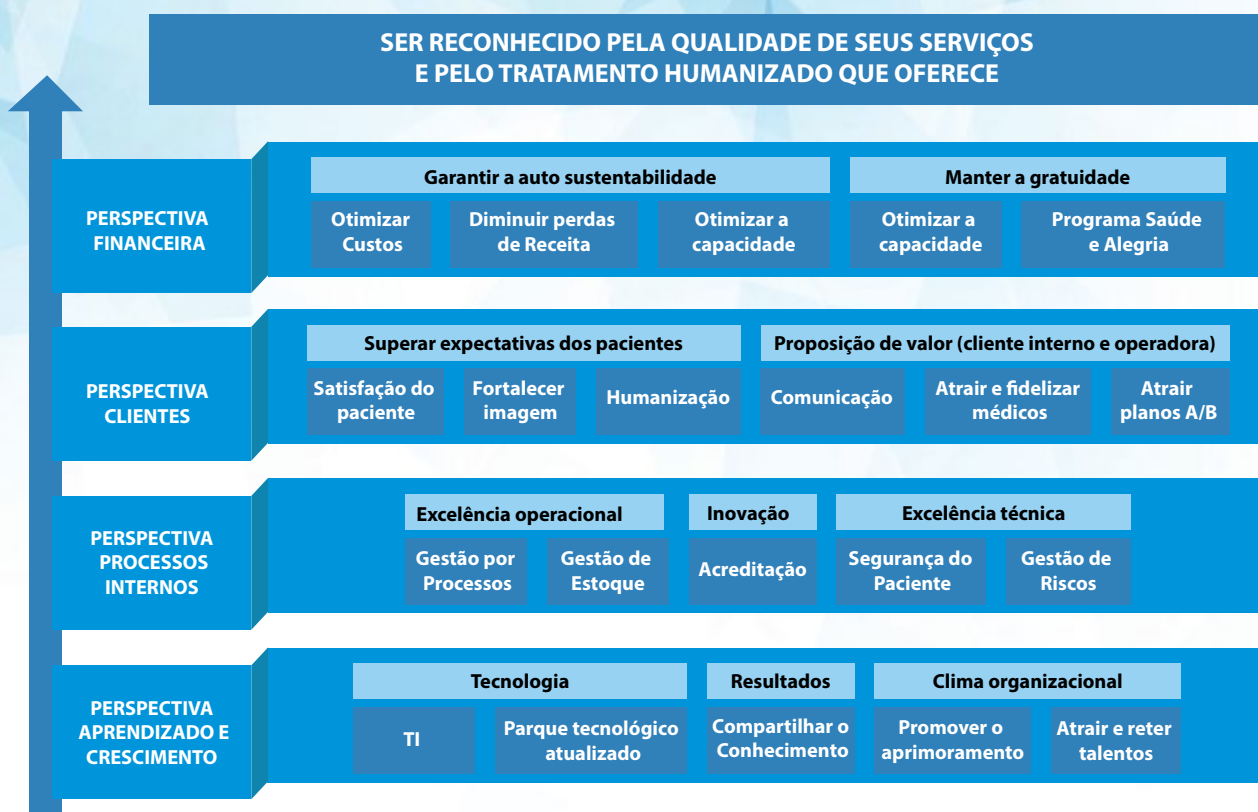 SER RECONHECIDO PELA QUALIDADE DE SEUS SERVIÇOS
E PELO TRATAMENTO HUMANIZADO QUE OFERECE
PERSPECTIVA
FINANCEIRA
Garantir a auto sustentabilidade
Otimizar
Custos
Diminuir perdas
de Receita
Otimizar a
capacidade
Manter a gratuidade
Otimizar a
capacidade
Programa Saúde
e Alegria
PERSPECTIVA
CLIENTES
Superar expectativas dos pacientes
Satisfação do
paciente
Fortalecer
imagem
Humanização
Proposição de valor (cliente interno e operadora)
Comunicação
Atrair e fidelizar
médicos
Atrair
planos A/B
PERSPECTIVA
PROCESSOS
INTERNOS
Excelência operacional
Gestão por
Processos
Gestão de
Estoque
Inovação
Acreditação
Excelência técnica
Segurança do
Paciente
Gestão de
Riscos
PERSPECTIVA
APRENDIZADO E
CRESCIMENTO
Tecnologia
TI
Parque tecnológico
atualizado
Resultados
Compartilhar o
Conhecimento
Clima organizacional
Promover o
aprimoramento
Atrair e reter
talentos